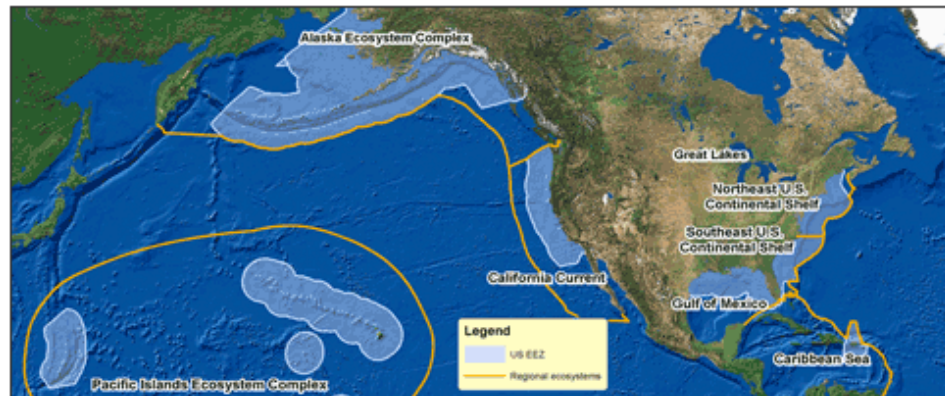 Alaska Ecosystem Complex
Great Lakes
Northeast U.S.
Continental Shelf
Southeast U.S.
Continental Shelf
California Current
Gulf of Mexico
Legend
US EEZ
Regional ecosystems
Caribbean Sea
Pacific Islands Ecosystem Complex